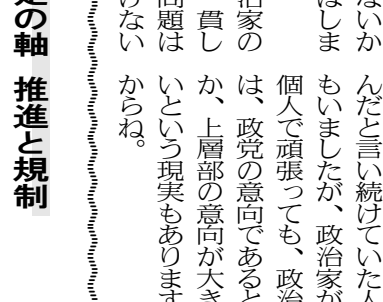 ないか
はしま
治家の
貫し
問題は
けない
んだと言い続けていた人
もいましたが、政治家が
個人で頑張っても、政治
は、政党の意向であると
か、上層部の意向が大き
いという現実もあります
からね。
の軸 推進と規制